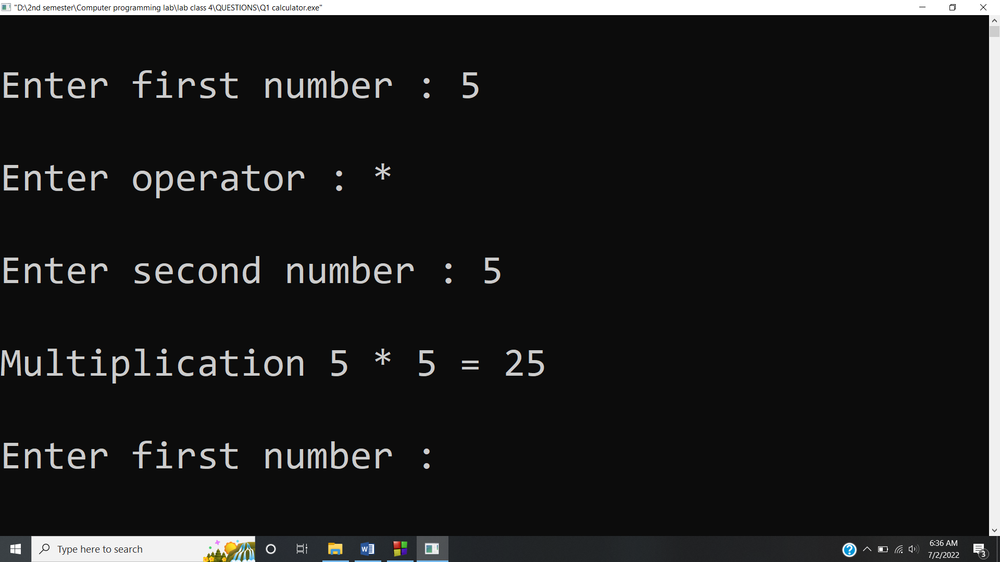 "D:\2nd semester\Computer programming lab\lab class 4\QUESTIONS\Q1 calculator.exe"
Enter first number : 5
Enter operator : *
Enter second number : 5
Multiplication 5 * 5 = 25
Enter first number :
Type here to search
6:36 AM
7/2/2022
3